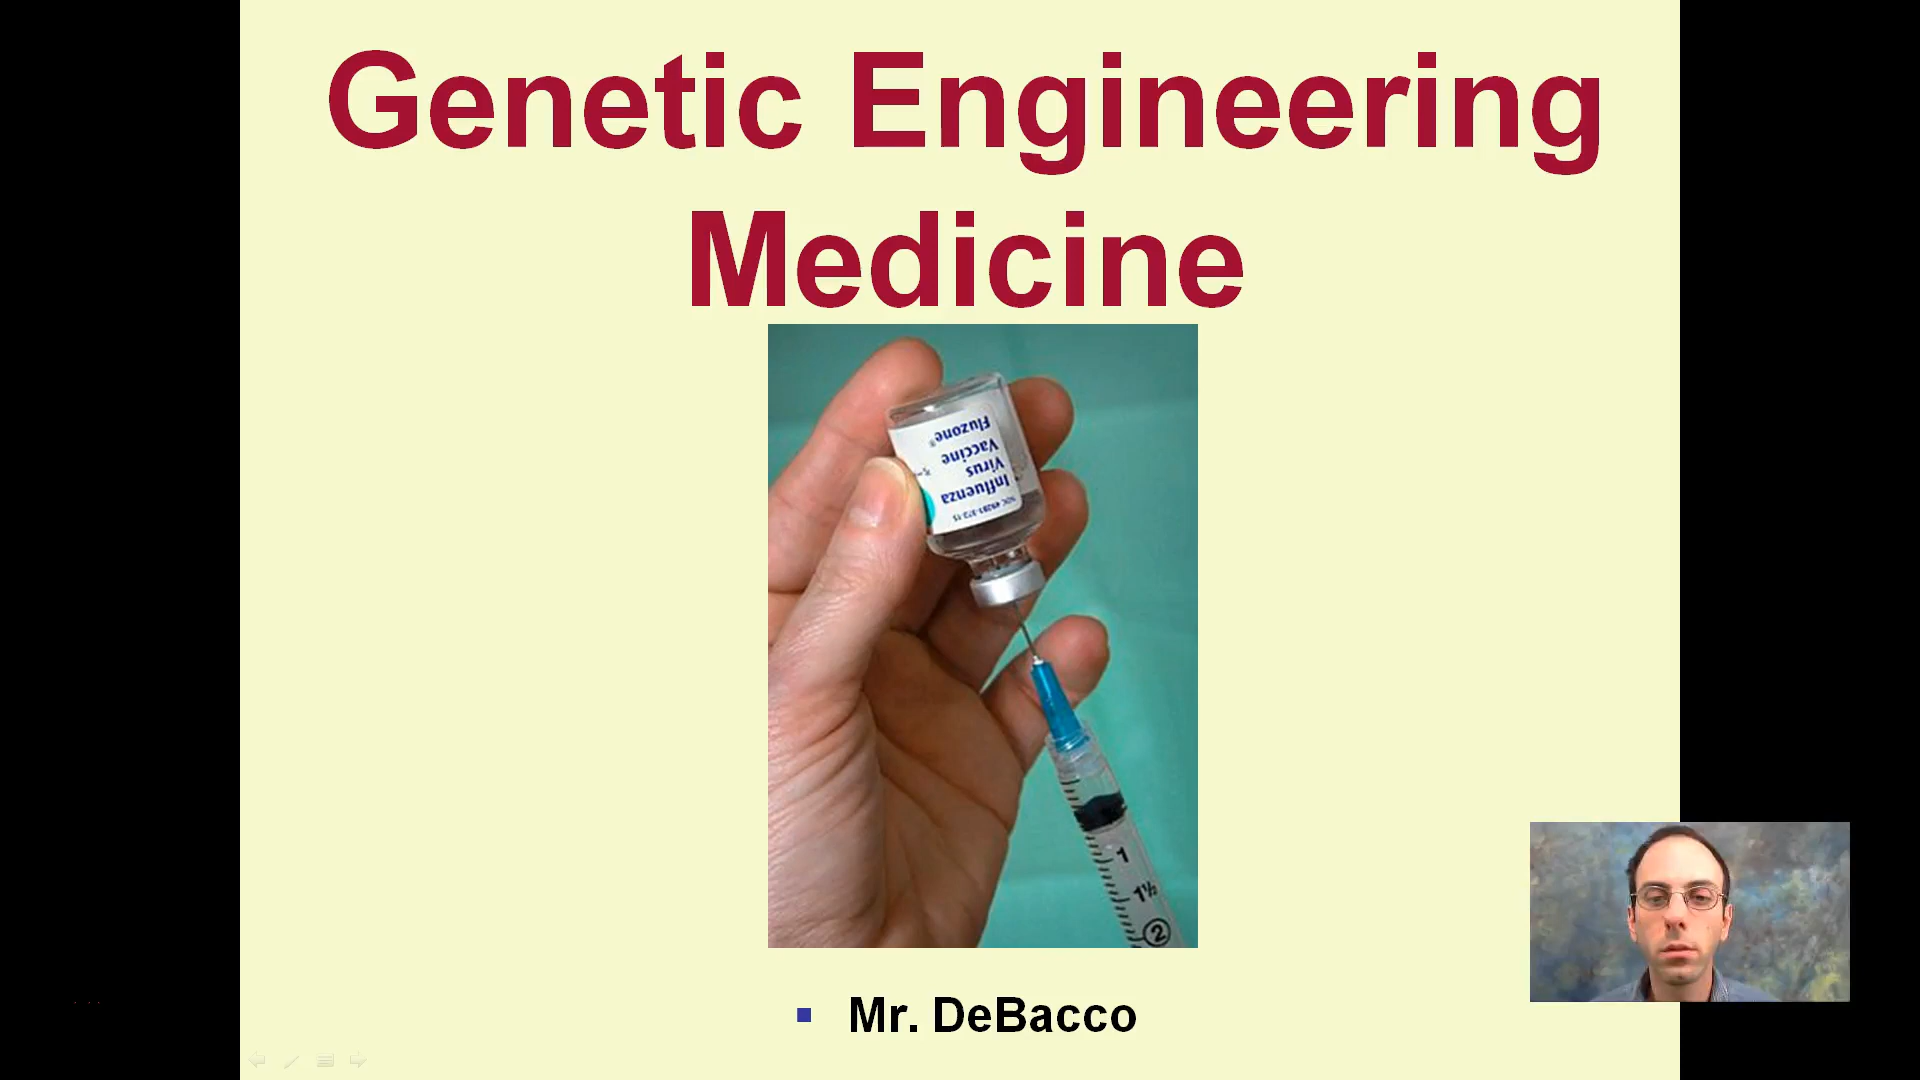 Genetic Engineering
Medicine
Fluzone®
Vaccine
Virus
Influenza
1
1½
2
Mr. DeBacco